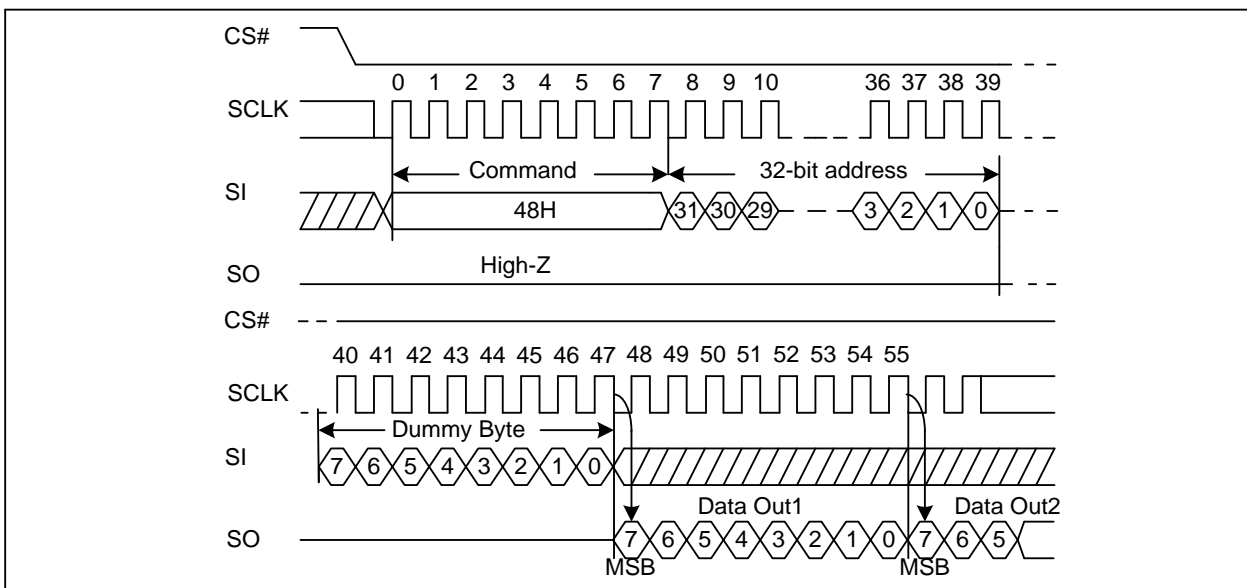 CS#
0 1 2 3 4 5 6 7 8 9 10 36 37 38 39
SCLK
Command 32-bit address
SI
48H 31 30 29 3 2 1 0
High-Z
SO
CS#
40 41 42 43 44 45 46 47 48 49 50 51 52 53 54 55
SCLK
Dummy Byte
SI
7 6 5 4 3 2 1 0
Data Out1 Data Out2
SO
7 6 5 4 3 2 1 0 7 6 5
MSB MSB